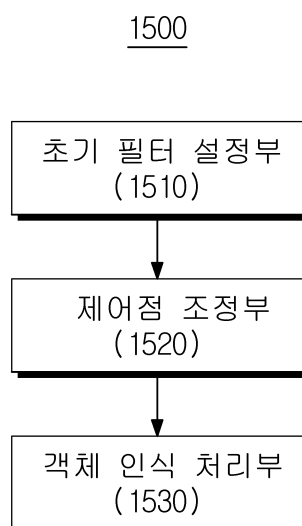 1500
초기 필터 설정부
(1510)
제어점 조정부
(1520)
객체 인식 처리부
(1530)